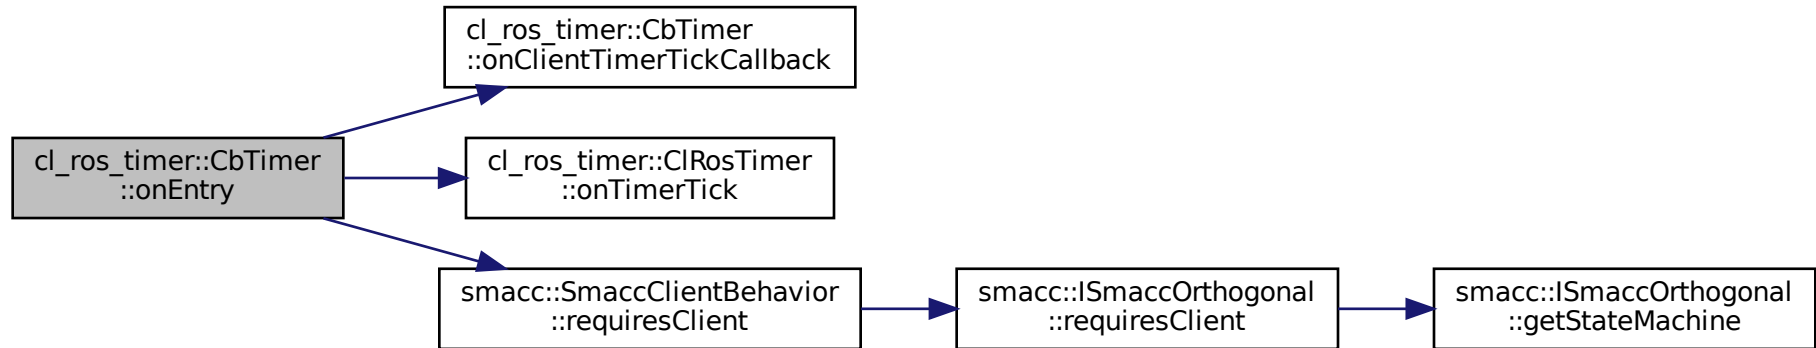 cl_ros_timer::CbTimer
::onClientTimerTickCallback
cl_ros_timer::CbTimer
::onEntry
cl_ros_timer::ClRosTimer
::onTimerTick
smacc::SmaccClientBehavior
::requiresClient
smacc::ISmaccOrthogonal
::requiresClient
smacc::ISmaccOrthogonal
::getStateMachine